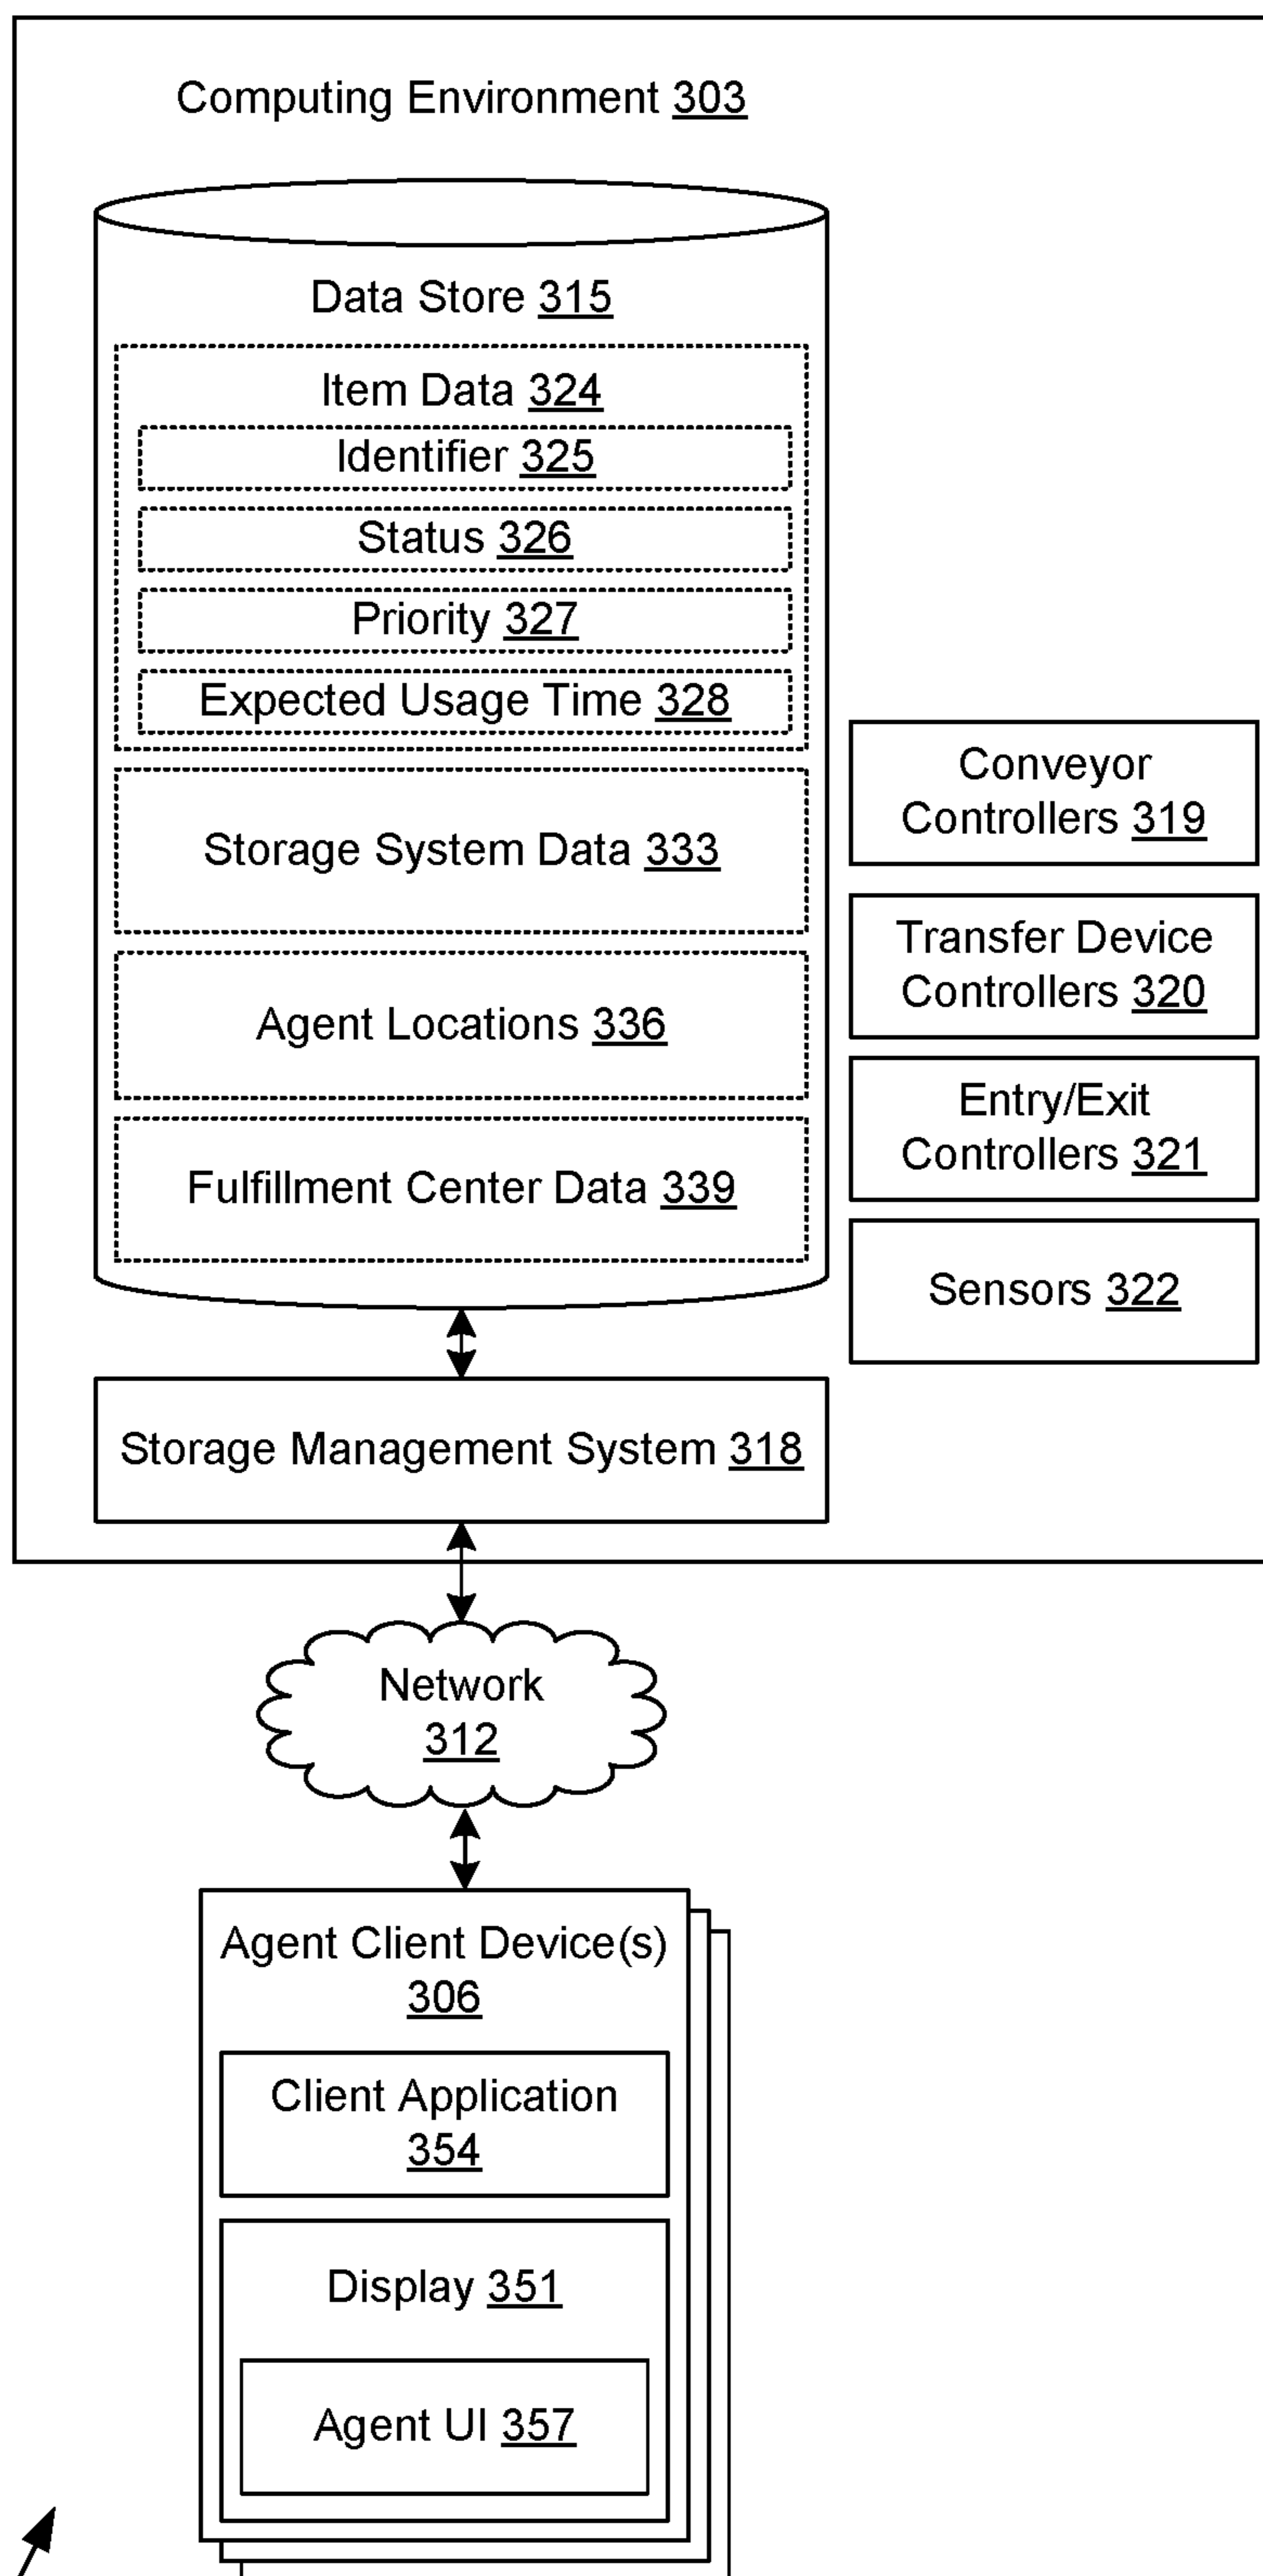 Computing Environment 303
Data Store 315
Item Data 324
Identifier 325
Status 326
Priority 327
Expected Usage Time 328
Storage System Data 333
Agent Locations 336
Fulfillment Center Data 339
Conveyor
Controllers 319
Transfer Device
Controllers 320
Entry/Exit
Controllers 321
Sensors 322
Storage Management System 318
Network
312
Agent Client Device(s)
306
Client Application
354
Display 351
Agent UI 357